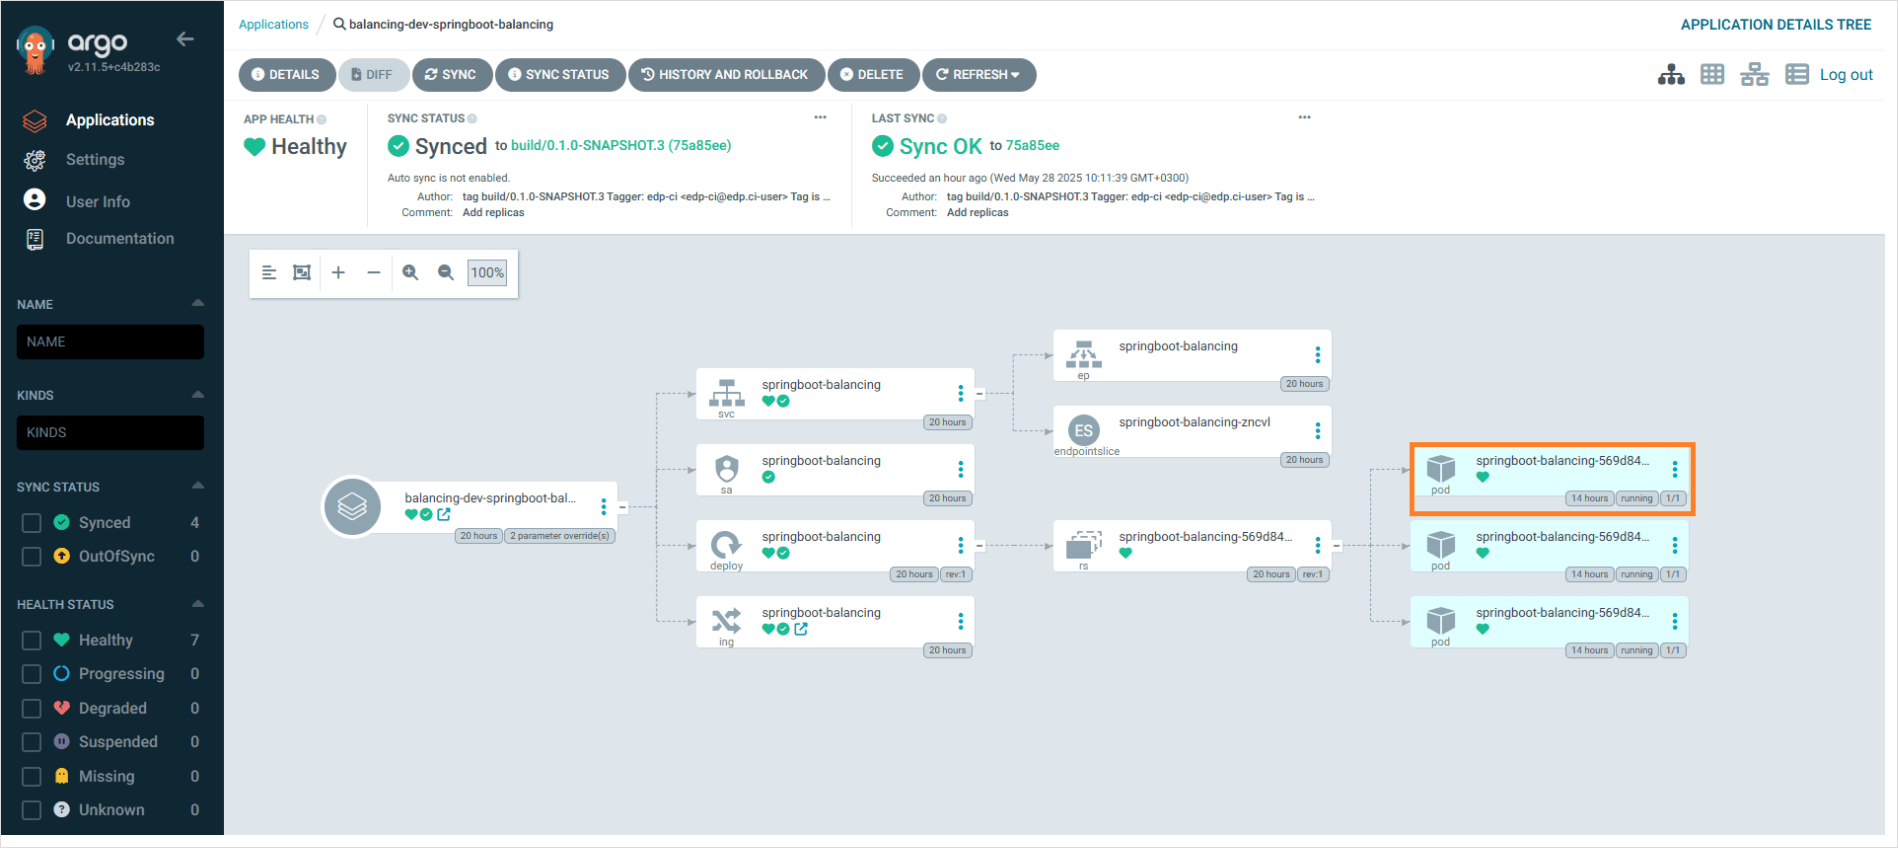 argo
v2.11.5+c4b283c
Applications
Settings
User Info
Documentation
NAME
NAME
KINDS
KINDS
SYNC STATUS
Synced 4
OutOfSync 0
HEALTH STATUS
Healthy 7
Progressing 0
Degraded 0
Suspended 0
Missing 0
Unknown 0
Applications / balancing-dev-springboot-balancing
APPLICATION DETAILS TREE
DETAILS DIFF SYNC SYNC STATUS HISTORY AND ROLLBACK DELETE REFRESH
Log out
APP HEALTH
Healthy
SYNC STATUS
Synced to build/0.1.0-SNAPSHOT.3 (75a85ee)
Auto sync is not enabled.
Author: tag build/0.1.0-SNAPSHOT.3 Tagger: edp-ci <edp-ci@edp.ci-user> Tag is ...
Comment: Add replicas
LAST SYNC
Sync OK to 75a85ee
Succeeded an hour ago (Wed May 28 2025 10:11:39 GMT+0300)
Author: tag build/0.1.0-SNAPSHOT.3 Tagger: edp-ci <edp-ci@edp.ci-user> Tag is ...
Comment: Add replicas
100%
balancing-dev-springboot-bal...
20 hours 2 parameter override(s)
springboot-balancing
svc
20 hours
springboot-balancing
sa
20 hours
springboot-balancing
deploy
20 hours rev:1
springboot-balancing
ing
20 hours
springboot-balancing
ep
20 hours
springboot-balancing-zncvl
ES
endpointslice
20 hours
springboot-balancing-569d84...
rs
20 hours rev:1
springboot-balancing-569d84...
pod
14 hours running 1/1
springboot-balancing-569d84...
pod
14 hours running 1/1
springboot-balancing-569d84...
pod
14 hours running 1/1